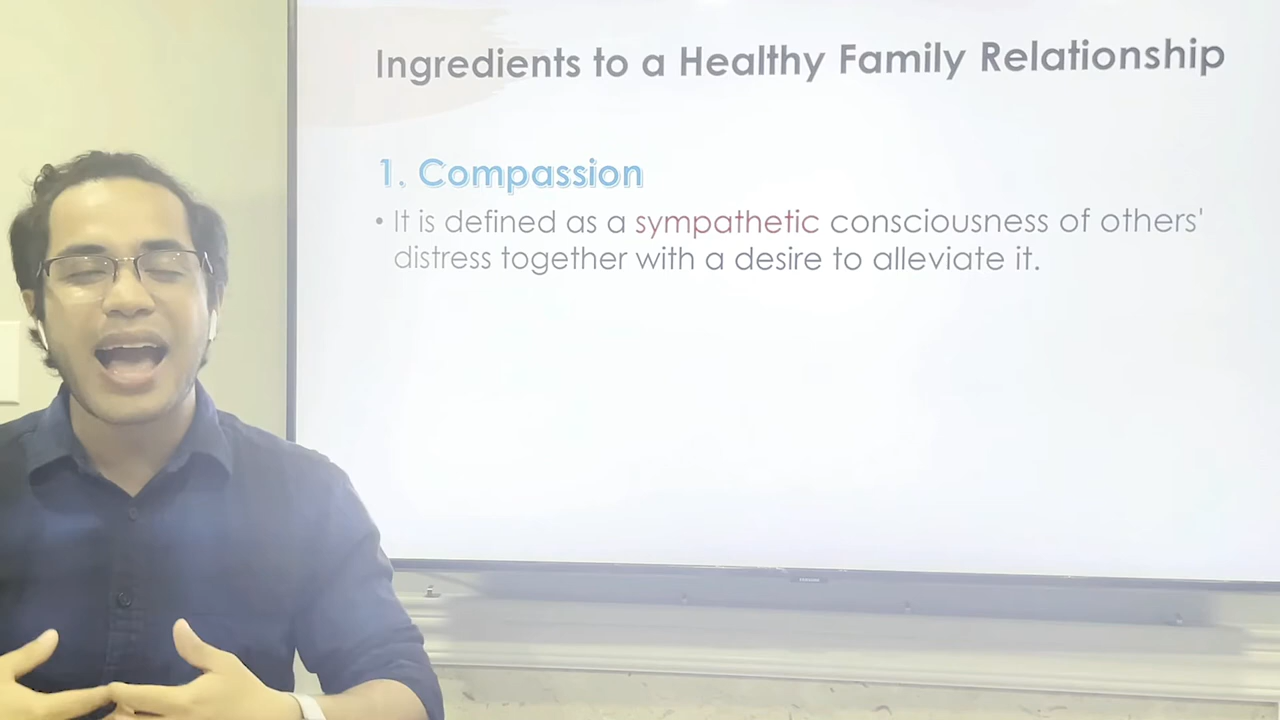 Ingredients to a Healthy Family Relationship
1. Compassion
• It is defined as a sympathetic consciousness of others'
distress together with a desire to alleviate it.